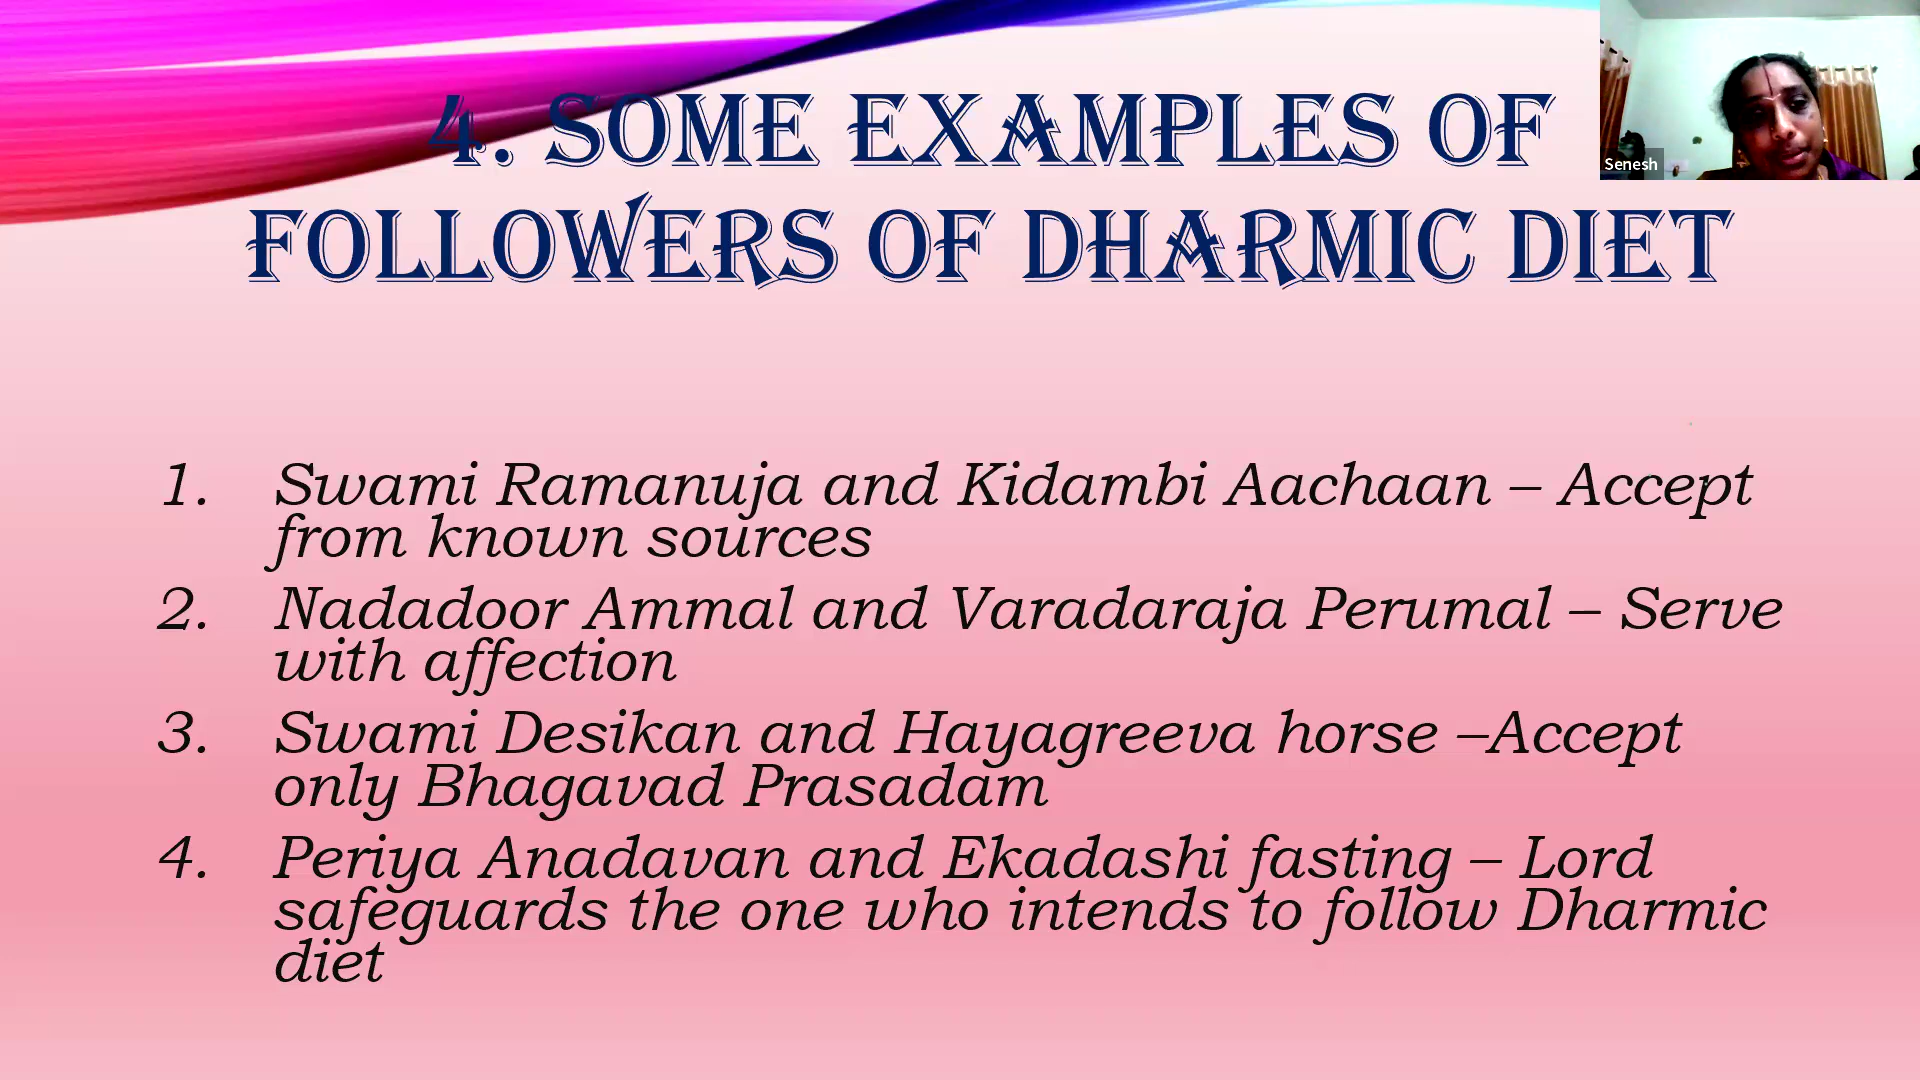 4. SOME EXAMPLES OF
FOLLOWERS OF DHARMIC DIET
Senesh
1. Swami Ramanuja and Kidambi Aachaan – Accept
from known sources
2. Nadadoor Ammal and Varadaraja Perumal – Serve
with affection
3. Swami Desikan and Hayagreeva horse –Accept
only Bhagavad Prasadam
4. Periya Anadavan and Ekadashi fasting – Lord
safeguards the one who intends to follow Dharmic
diet